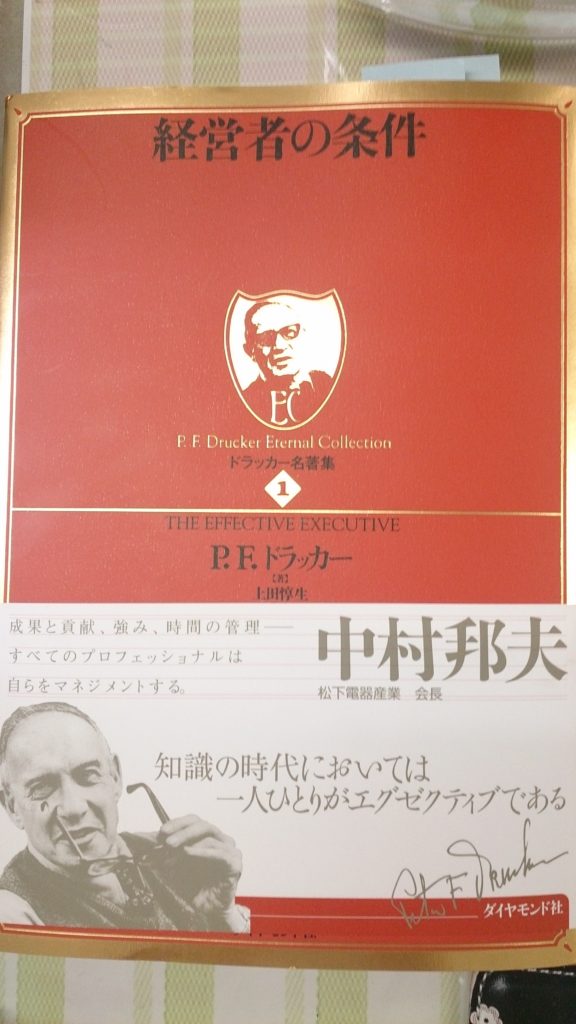 経営者の条件
EC
P. F. Drucker Eternal Collection
ドラッカー名著集
1
THE EFFECTIVE EXECUTIVE
P. F. ドラッカー
[著]
上田惇生
成果と貢献、強み、時間の管理──
すべてのプロフェッショナルは
自らをマネジメントする。
中村邦夫
松下電器産業 会長
知識の時代においては
一人ひとりがエグゼクティブである
Peter F. Drucker
ダイヤモンド社